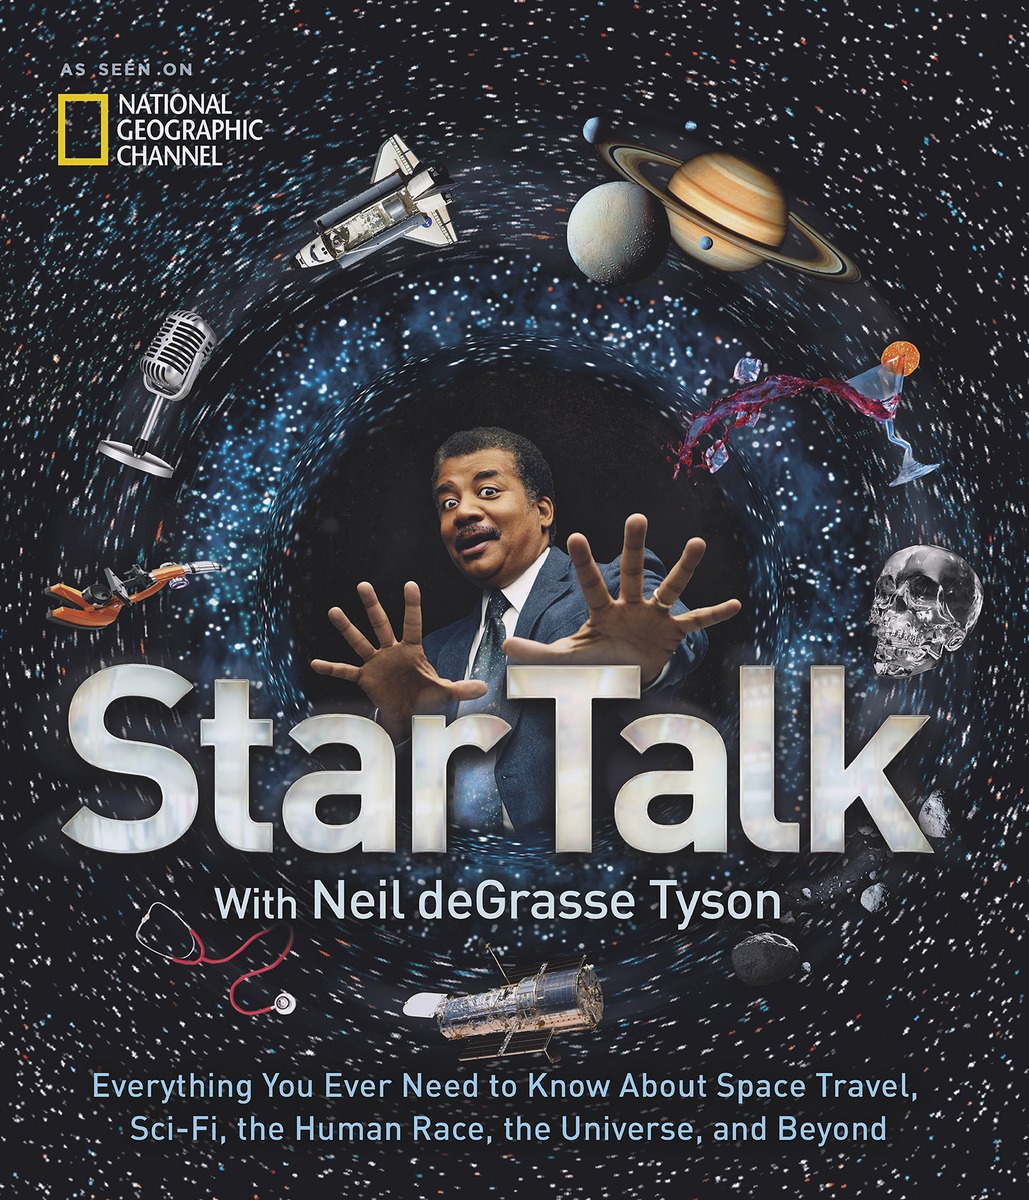 AS SEEN ON
NATIONAL
GEOGRAPHIC
CHANNEL
StarTalk
With Neil deGrasse Tyson
Everything You Ever Need to Know About Space Travel,
Sci-Fi, the Human Race, the Universe, and Beyond